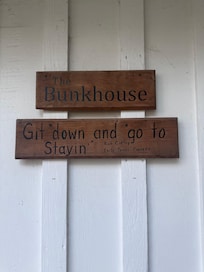 The
Bunkhouse
Git down and go to
Stayin